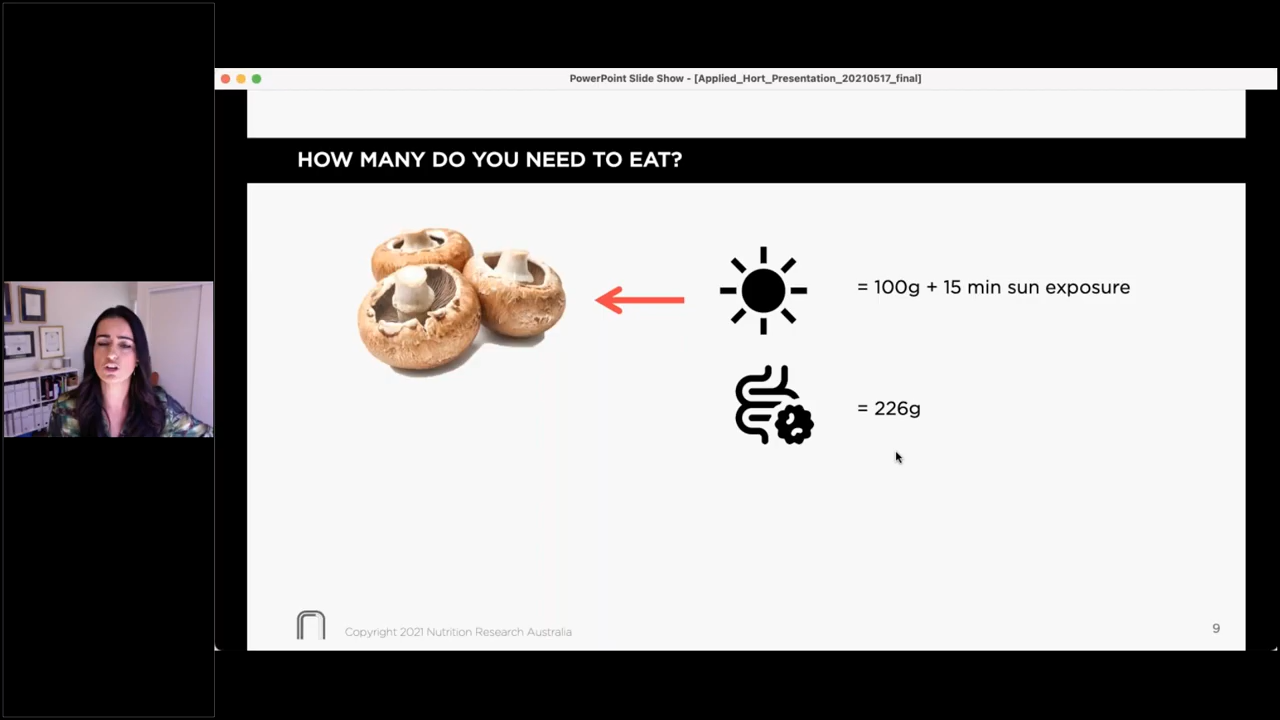 PowerPoint Slide Show - [Applied_Hort_Presentation_20210517_final]
HOW MANY DO YOU NEED TO EAT?
= 100g + 15 min sun exposure
= 226g
Copyright 2021 Nutrition Research Australia
9